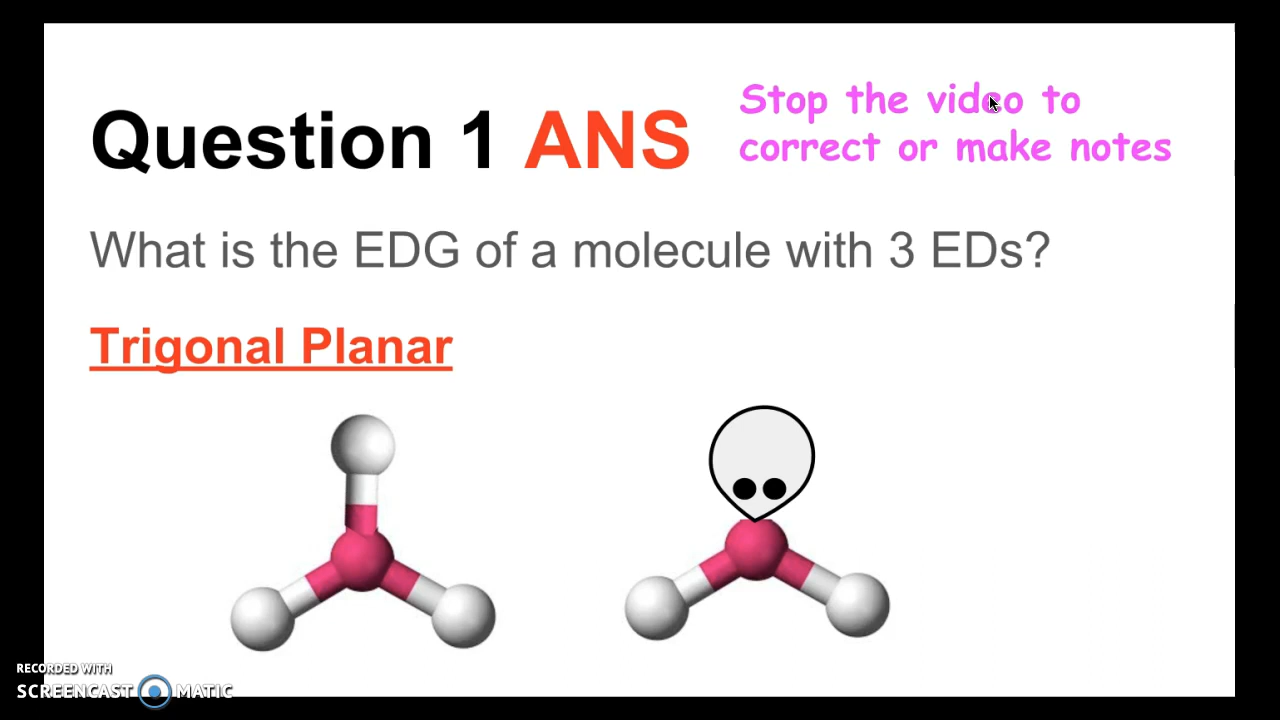 Question 1 ANS
Stop the video to
correct or make notes
What is the EDG of a molecule with 3 EDs?
Trigonal Planar
RECORDED WITH
SCREENCAST MATIC